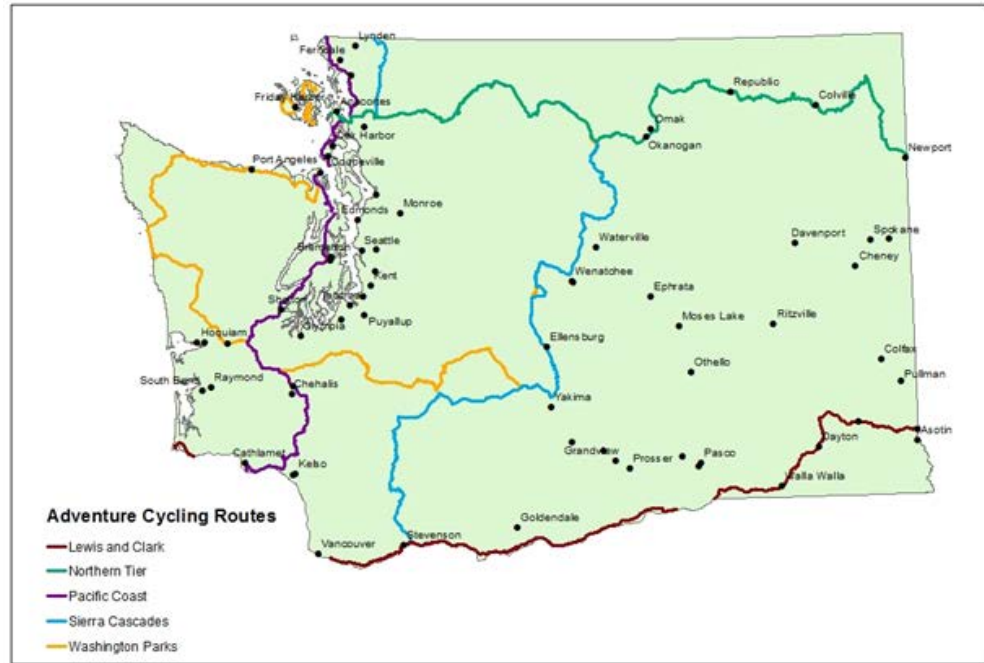 Lynden
Ferndale
Republic
Colville
Friday Harbor
Anacortes
Omak
Oak Harbor
Okanogan
Newport
Port Angeles
Coupeville
Edmonds
Monroe
Waterville
Davenport
Spokane
Bremerton
Seattle
Cheney
Wenatchee
Kent
Ephrata
Shelton
Tacoma
Puyallup
Moses Lake
Ritzville
Hoquiam
Olympia
Ellensburg
Colfax
Othello
Pullman
South Bend
Raymond
Chehalis
Yakima
Asotin
Dayton
Cathlamet
Kelso
Grandview
Prosser
Pasco
Walla Walla
Goldendale
Vancouver
Stevenson
Adventure Cycling Routes
Lewis and Clark
Northern Tier
Pacific Coast
Sierra Cascades
Washington Parks